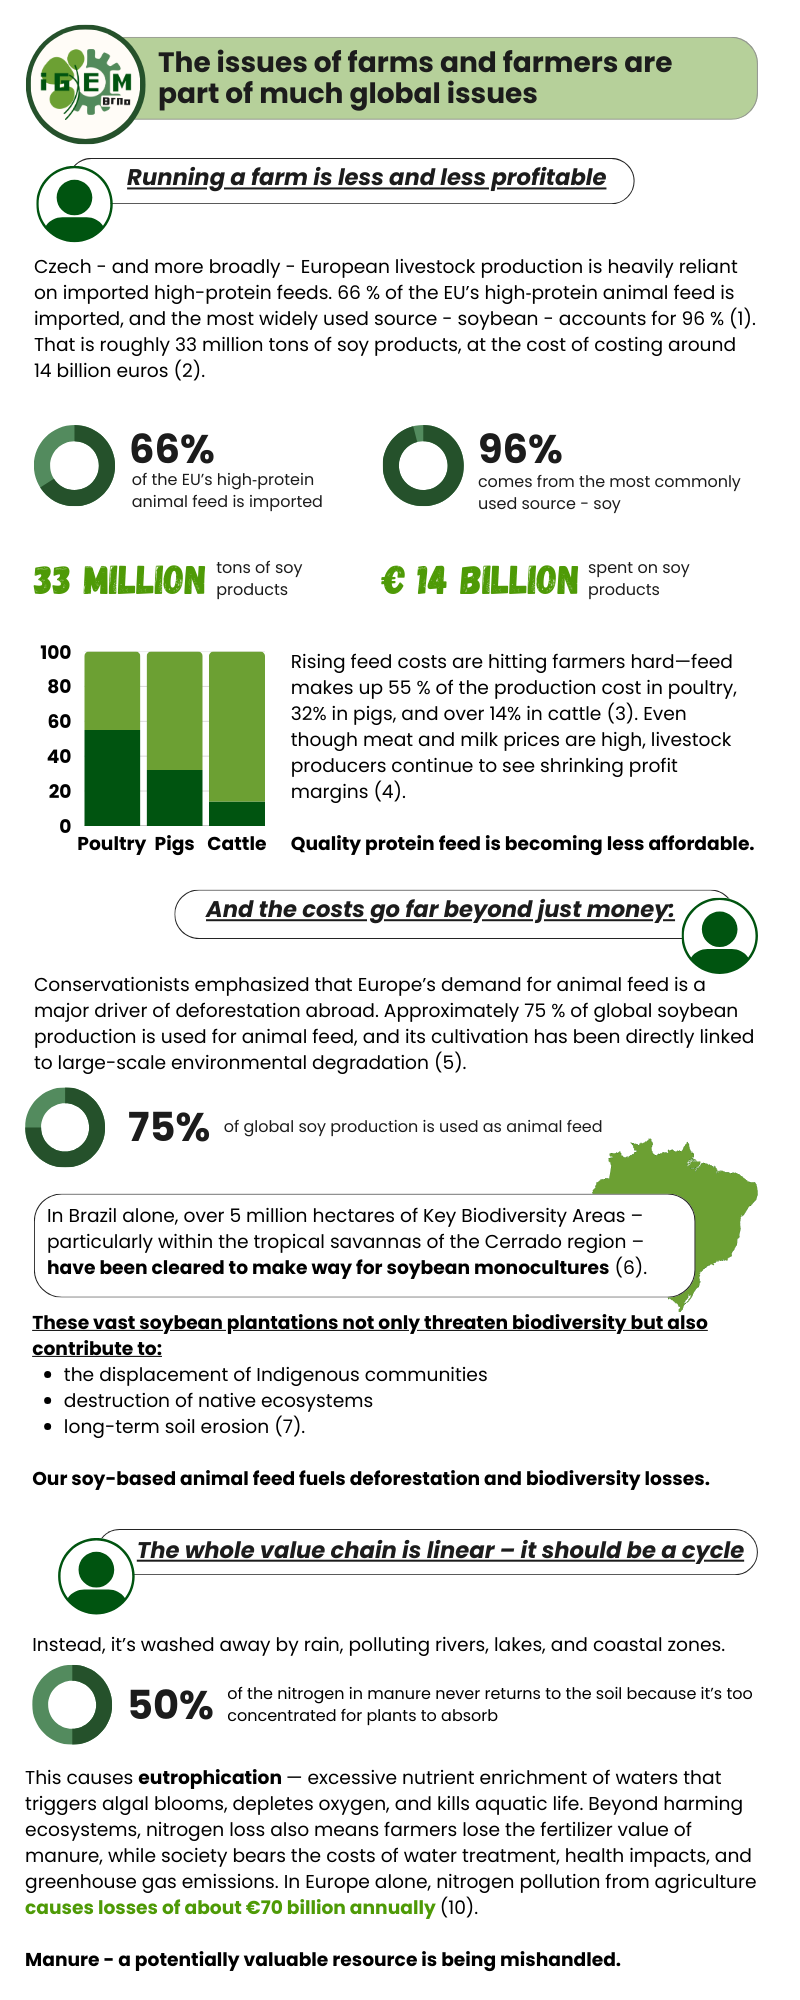 iGEM
Brno
The issues of farms and farmers are
part of much global issues
Running a farm is less and less profitable
Czech - and more broadly - European livestock production is heavily reliant
on imported high-protein feeds. 66 % of the EU's high-protein animal feed is
imported, and the most widely used source - soybean - accounts for 96 % (1).
That is roughly 33 million tons of soy products, at the cost of costing around
14 billion euros (2).
66%
of the EU's high-protein
animal feed is imported
96%
comes from the most commonly
used source - soy
33 MILLION
tons of soy
products
€ 14 BILLION
spent on soy
products
100
80
60
40
20
0
Poultry Pigs Cattle
Rising feed costs are hitting farmers hard—feed
makes up 55 % of the production cost in poultry,
32% in pigs, and over 14% in cattle (3). Even
though meat and milk prices are high, livestock
producers continue to see shrinking profit
margins (4).
Quality protein feed is becoming less affordable.
And the costs go far beyond just money:
Conservationists emphasized that Europe's demand for animal feed is a
major driver of deforestation abroad. Approximately 75 % of global soybean
production is used for animal feed, and its cultivation has been directly linked
to large-scale environmental degradation (5).
75%
of global soy production is used as animal feed
In Brazil alone, over 5 million hectares of Key Biodiversity Areas –
particularly within the tropical savannas of the Cerrado region –
have been cleared to make way for soybean monocultures (6).
These vast soybean plantations not only threaten biodiversity but also
contribute to:
• the displacement of Indigenous communities
• destruction of native ecosystems
• long-term soil erosion (7).
Our soy-based animal feed fuels deforestation and biodiversity losses.
The whole value chain is linear – it should be a cycle
Instead, it's washed away by rain, polluting rivers, lakes, and coastal zones.
50%
of the nitrogen in manure never returns to the soil because it's too
concentrated for plants to absorb
This causes eutrophication — excessive nutrient enrichment of waters that
triggers algal blooms, depletes oxygen, and kills aquatic life. Beyond harming
ecosystems, nitrogen loss also means farmers lose the fertilizer value of
manure, while society bears the costs of water treatment, health impacts, and
greenhouse gas emissions. In Europe alone, nitrogen pollution from agriculture
causes losses of about €70 billion annually (10).
Manure - a potentially valuable resource is being mishandled.